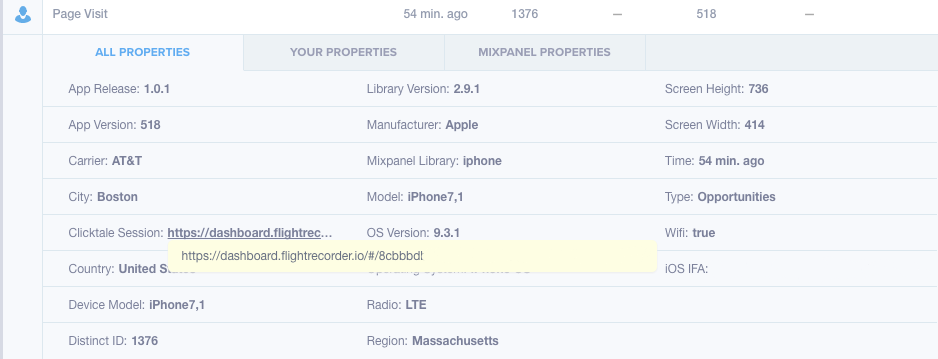 Page Visit 54 min. ago 1376 — 518 —
ALL PROPERTIES YOUR PROPERTIES MIXPANEL PROPERTIES
App Release: 1.0.1 Library Version: 2.9.1 Screen Height: 736
App Version: 518 Manufacturer: Apple Screen Width: 414
Carrier: AT&T Mixpanel Library: iphone Time: 54 min. ago
City: Boston Model: iPhone7,1 Type: Opportunities
Clicktale Session: https://dashboard.flightrec... OS Version: 9.3.1 Wifi: true
https://dashboard.flightrecorder.io/#/8cbbbd
Country: United iOS IFA:
Device Model: iPhone7,1 Radio: LTE
Distinct ID: 1376 Region: Massachusetts